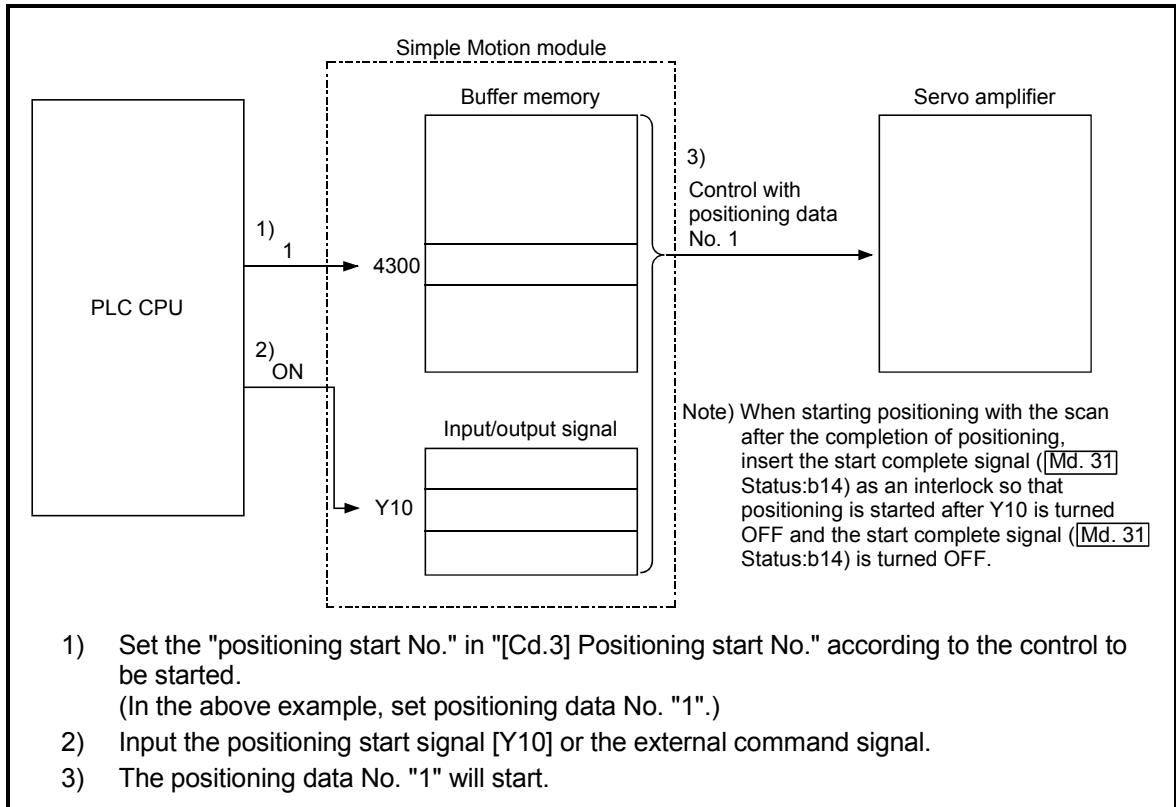 Simple Motion module
Buffer memory
Servo amplifier
3)
Control with
positioning data
No. 1
1)
1
4300
PLC CPU
2)
ON
Input/output signal
Y10
Note) When starting positioning with the scan
after the completion of positioning,
insert the start complete signal (Md. 31
Status:b14) as an interlock so that
positioning is started after Y10 is turned
OFF and the start complete signal (Md. 31
Status:b14) is turned OFF.
1) Set the "positioning start No." in "[Cd.3] Positioning start No." according to the control to
be started.
(In the above example, set positioning data No. "1".)
2) Input the positioning start signal [Y10] or the external command signal.
3) The positioning data No. "1" will start.